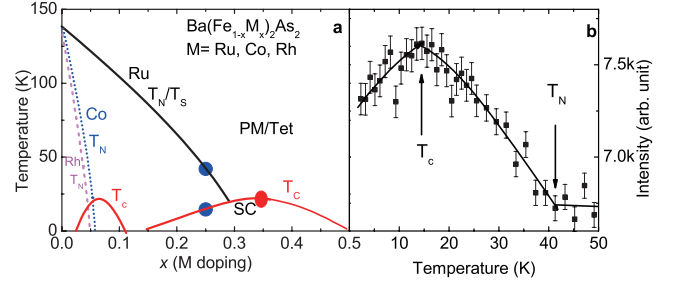 Ba(Fe1-xMx)2As2
M= Ru, Co, Rh
a
Ru
TN/TS
Co
TN
Rh
TN
PM/Tet
Tc
Tc
SC
150
100
50
0
Temperature (K)
0.0
0.1
0.2
0.3
0.4
0.5
x (M doping)
b
TN
Tc
7.5k
7.0k
Intensity (arb. unit)
10
20
30
40
50
Temperature (K)